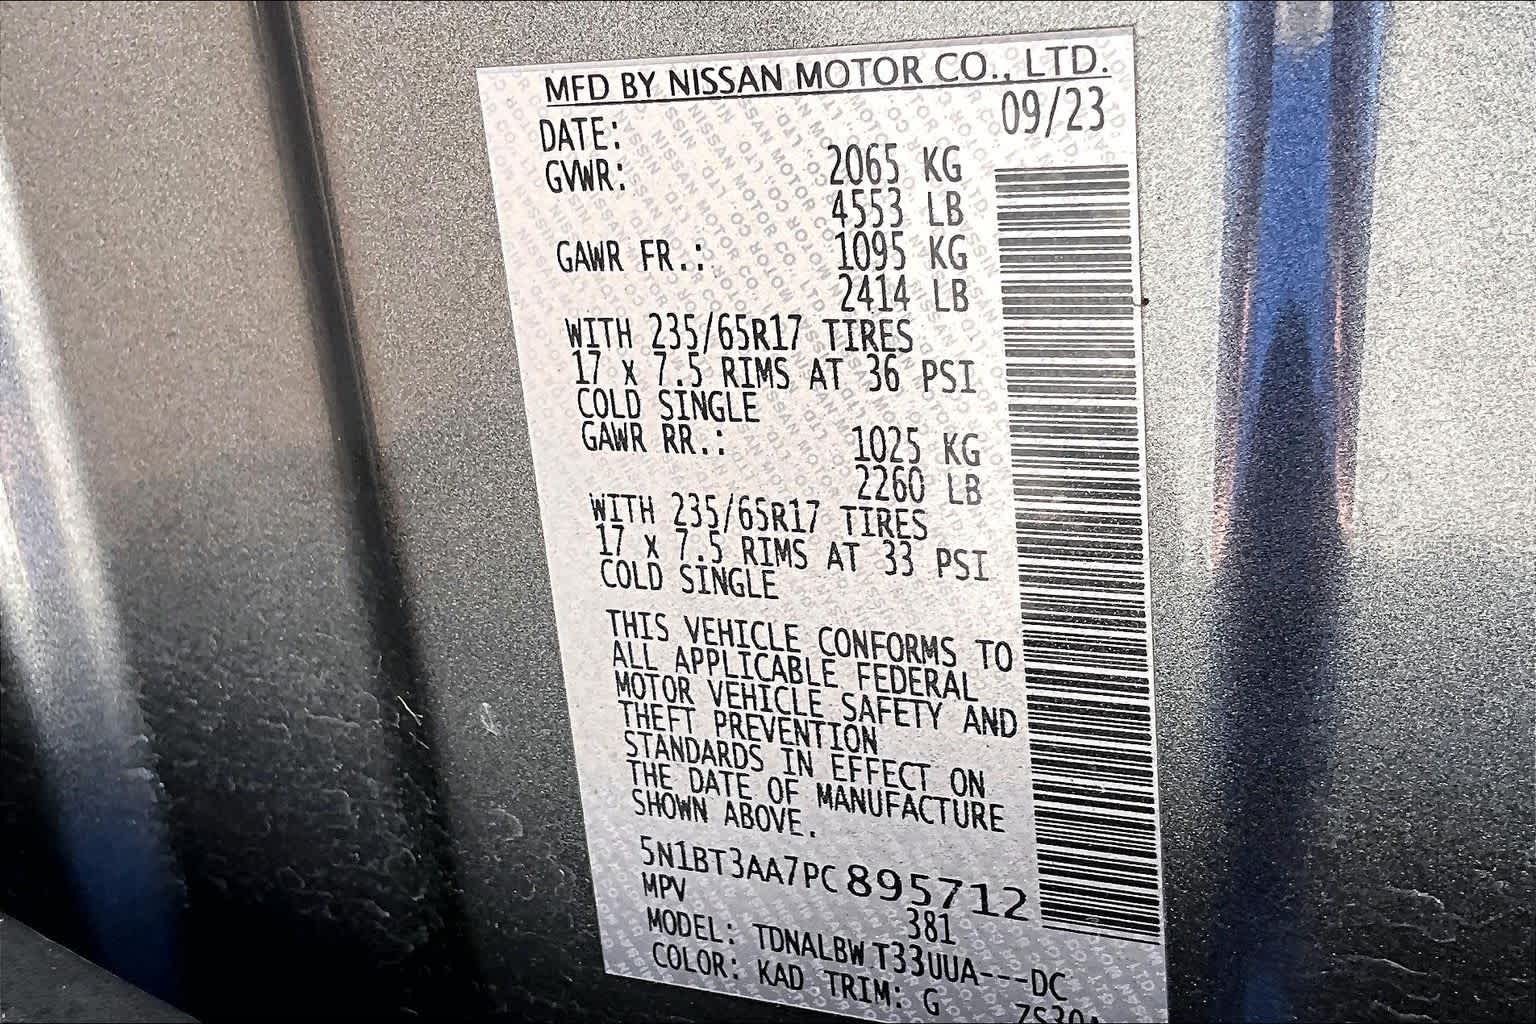 MFD BY NISSAN MOTOR CO., LTD.
DATE: 09/23
GVWR: 2065 KG
4553 LB
GAWR FR.: 1095 KG
2414 LB
WITH 235/65R17 TIRES
17 x 7.5 RIMS AT 36 PSI
COLD SINGLE
GAWR RR.: 1025 KG
2260 LB
WITH 235/65R17 TIRES
17 x 7.5 RIMS AT 33 PSI
COLD SINGLE
THIS VEHICLE CONFORMS TO
ALL APPLICABLE FEDERAL
MOTOR VEHICLE SAFETY AND
THEFT PREVENTION
STANDARDS IN EFFECT ON
THE DATE OF MANUFACTURE
SHOWN ABOVE.
5N1BT3AA7PC895712
MPV 381
MODEL: TDNALBW T33UUA---DC
COLOR: KAD TRIM: G